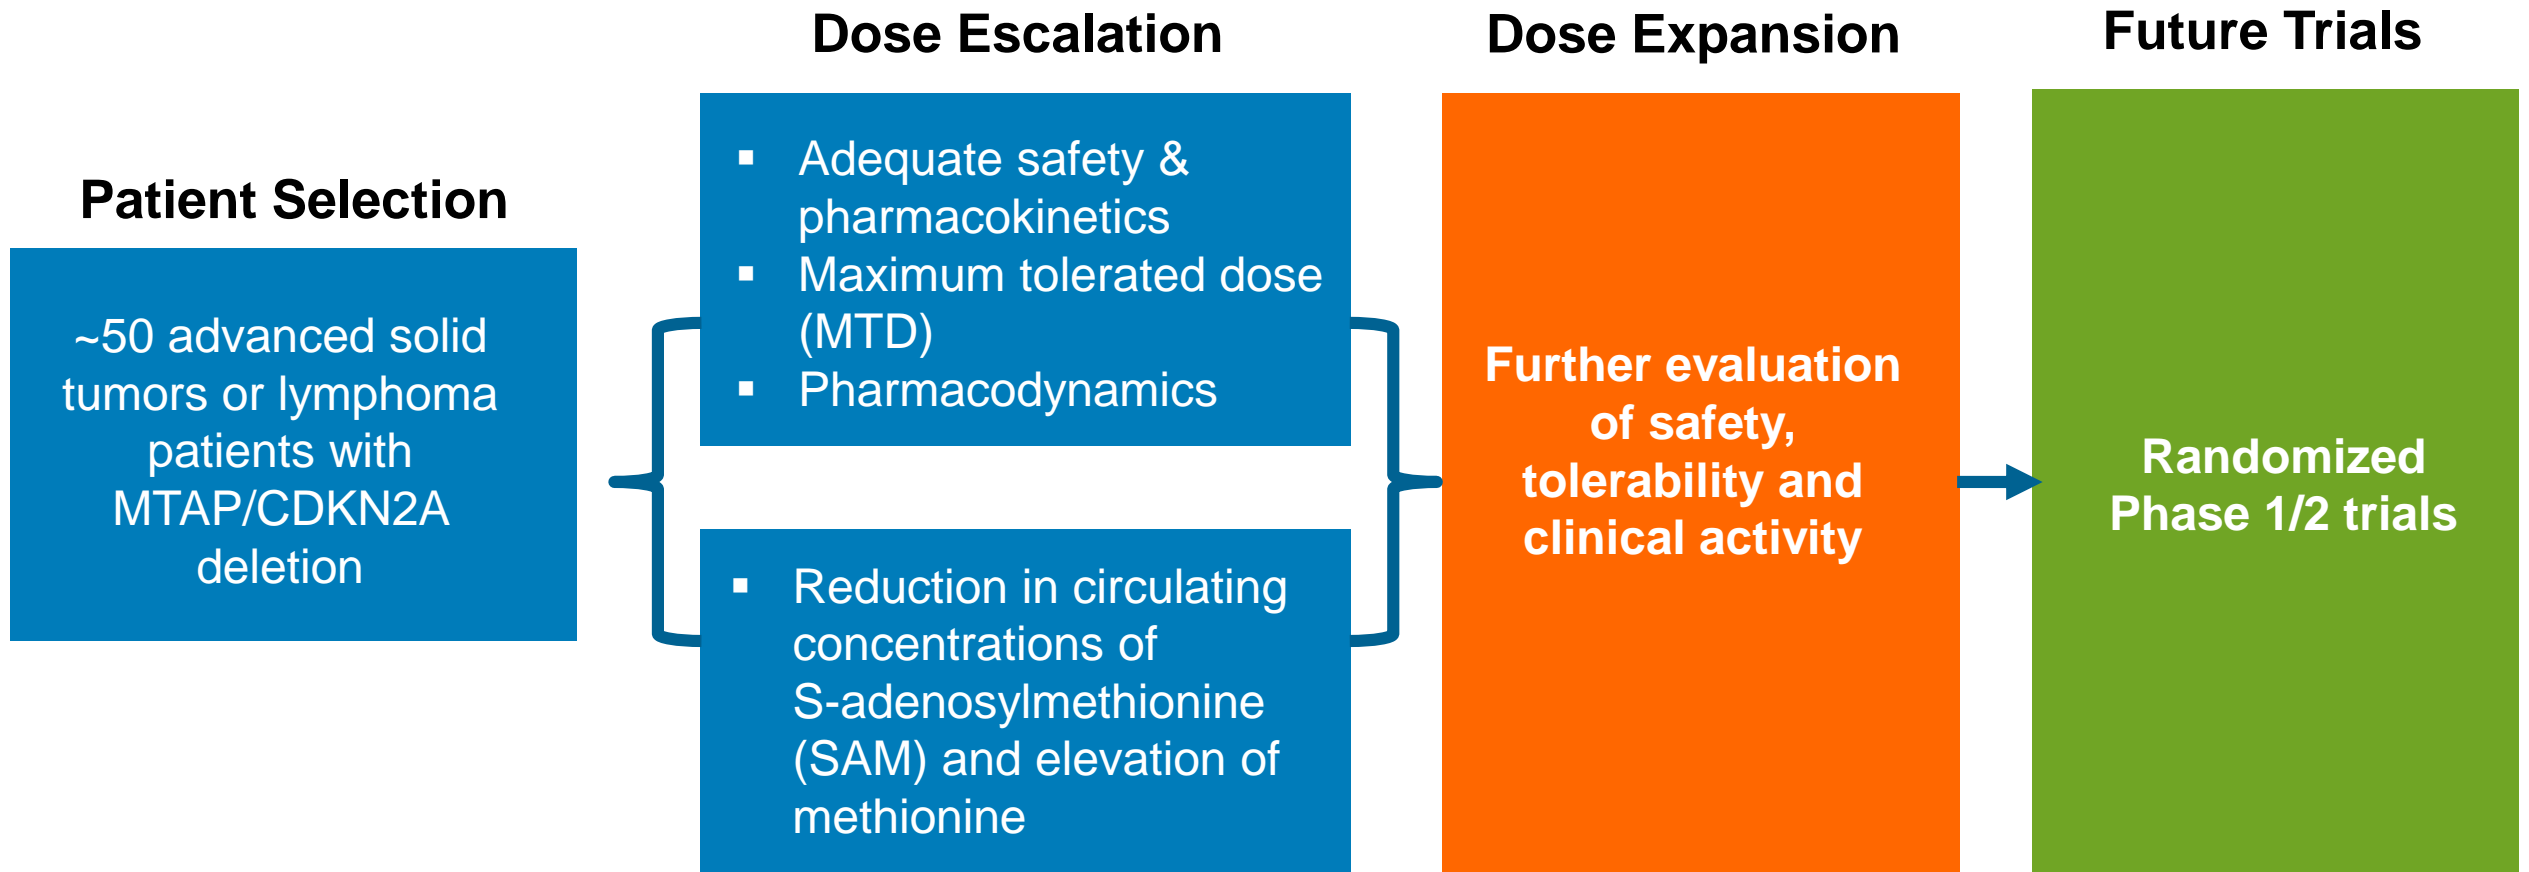 Patient Selection
~50 advanced solid
tumors or lymphoma
patients with
MTAP/CDKN2A
deletion
Dose Escalation
▪ Adequate safety &
pharmacokinetics
▪ Maximum tolerated dose
(MTD)
▪ Pharmacodynamics
▪ Reduction in circulating
concentrations of
S-adenosylmethionine
(SAM) and elevation of
methionine
Dose Expansion
Further evaluation
of safety,
tolerability and
clinical activity
Future Trials
Randomized
Phase 1/2 trials